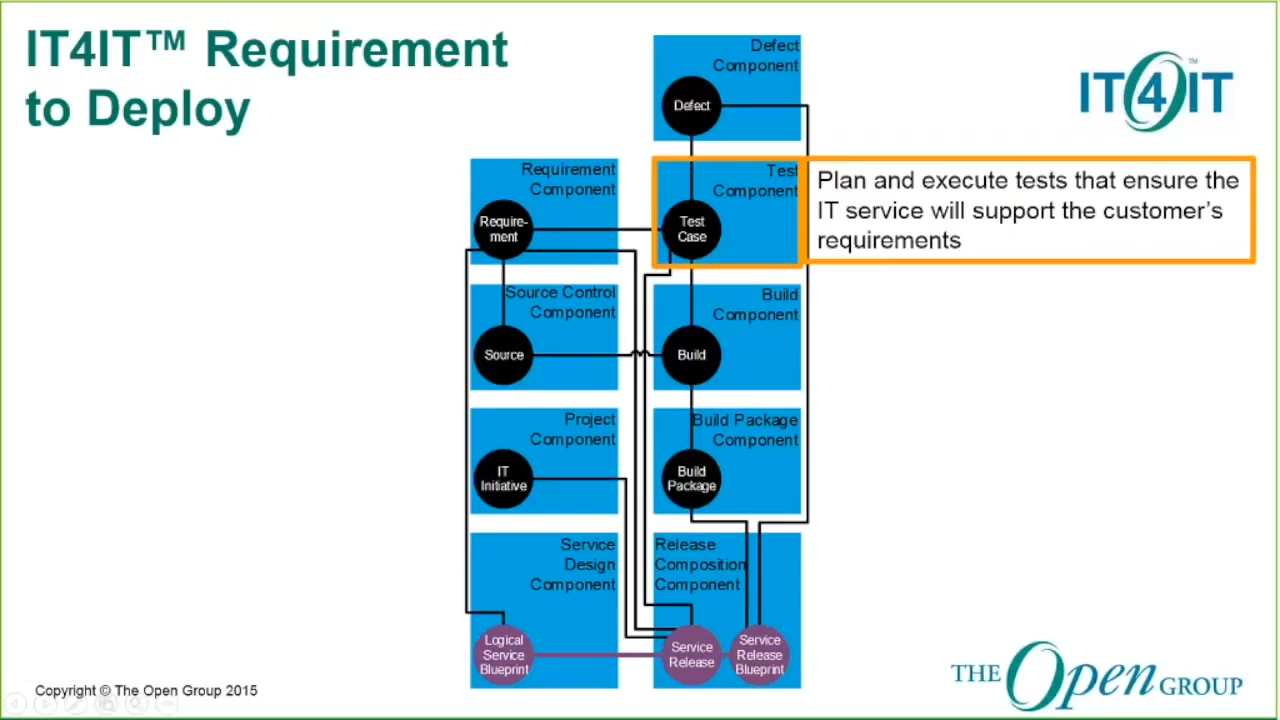 IT4IT™ Requirement
to Deploy
Defect
Component
Defect
IT4IT™
Requirement
Component
Require-
ment
Test
Component
Test
Case
Plan and execute tests that ensure the
IT service will support the customer's
requirements
Source Control
Component
Source
Build
Component
Build
Project
Component
IT
Initiative
Build Package
Component
Build
Package
Service
Design
Component
Logical
Service
Blueprint
Release
Composition
Component
Service
Release
Service
Release
Blueprint
Copyright © The Open Group 2015
THE Open GROUP